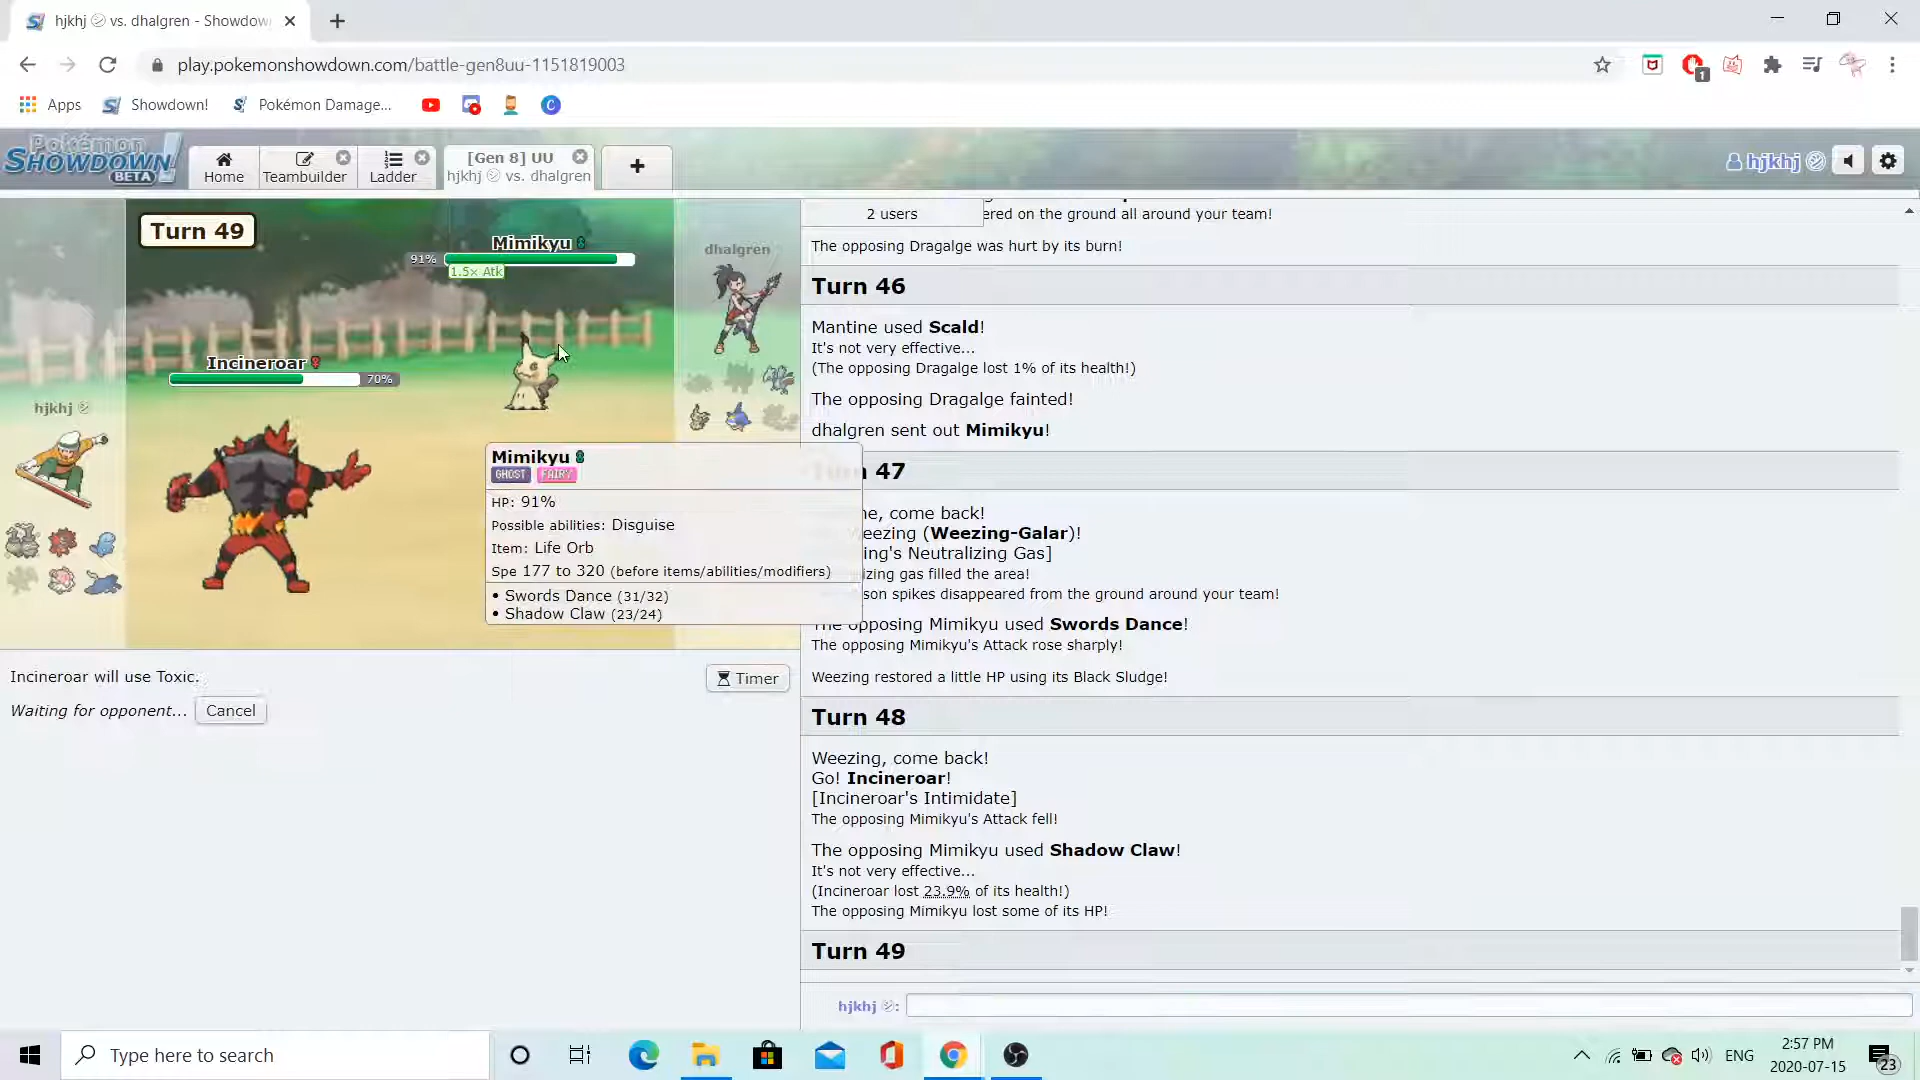 hjkhj vs. dhalgren - Showdow
play.pokemonshowdown.com/battle-gen8uu-1151819003
1
Apps
Showdown!
Pokémon Damage...
Pokémon
SHOWDOWN!
BETA
Home
Teambuilder
Ladder
[Gen 8] UU
hjkhj vs. dhalgren
+
hjkhj
Turn 49
Mimikyu
91%
1.5× Atk
Incineroar
70%
hjkhj
dhalgren
Mimikyu
GHOST FAIRY
HP: 91%
Possible abilities: Disguise
Item: Life Orb
Spe 177 to 320 (before items/abilities/modifiers)
• Swords Dance (31/32)
• Shadow Claw (23/24)
Incineroar will use Toxic.
Timer
Waiting for opponent... Cancel
2 users
ered on the ground all around your team!
The opposing Dragalge was hurt by its burn!
Turn 46
Mantine used Scald!
It's not very effective...
(The opposing Dragalge lost 1% of its health!)
The opposing Dragalge fainted!
dhalgren sent out Mimikyu!
Turn 47
ne, come back!
eezing (Weezing-Galar)!
ing's Neutralizing Gas]
izing gas filled the area!
son spikes disappeared from the ground around your team!
The opposing Mimikyu used Swords Dance!
The opposing Mimikyu's Attack rose sharply!
Weezing restored a little HP using its Black Sludge!
Turn 48
Weezing, come back!
Go! Incineroar!
[Incineroar's Intimidate]
The opposing Mimikyu's Attack fell!
The opposing Mimikyu used Shadow Claw!
It's not very effective...
(Incineroar lost 23.9% of its health!)
The opposing Mimikyu lost some of its HP!
Turn 49
hjkhj :
Type here to search
ENG
2:57 PM
2020-07-15
23